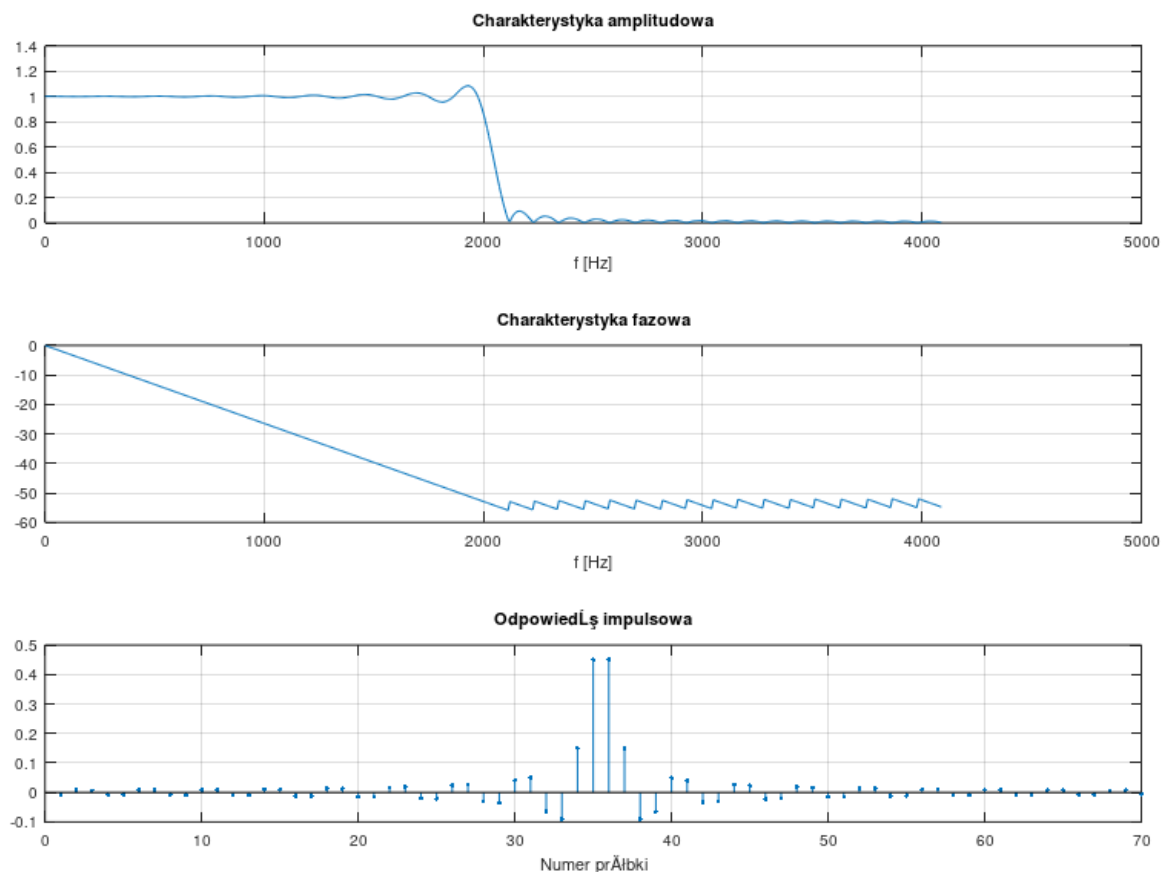 Charakterystyka amplitudowa
1.4
1.2
1
0.8
0.6
0.4
0.2
0
0 1000 2000 3000 4000 5000
f [Hz]
Charakterystyka fazowa
0
-10
-20
-30
-40
-50
-60
0 1000 2000 3000 4000 5000
f [Hz]
OdpowiedĹş impulsowa
0.5
0.4
0.3
0.2
0.1
0
-0.1
0 10 20 30 40 50 60 70
Numer prĂłbki